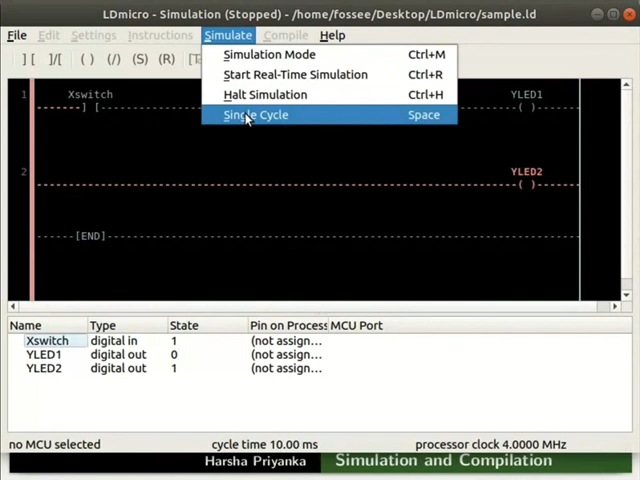 LDmicro - Simulation (Stopped) - /home/fossee/Desktop/LDmicro/sample.ld
File Edit Settings Instructions Simulate Compile Help
] [ ]/[ ( ) (/) (S) (R)
Simulation Mode Ctrl+M
Start Real-Time Simulation Ctrl+R
Halt Simulation Ctrl+H
Single Cycle Space
1 Xswitch YLED1
] [ ( )
2 YLED2
( )
[END]
Name Type State Pin on Process MCU Port
Xswitch digital in 1 (not assign...
YLED1 digital out 0 (not assign...
YLED2 digital out 1 (not assign...
no MCU selected cycle time 10.00 ms processor clock 4.0000 MHz
Harsha Priyanka Simulation and Compilation